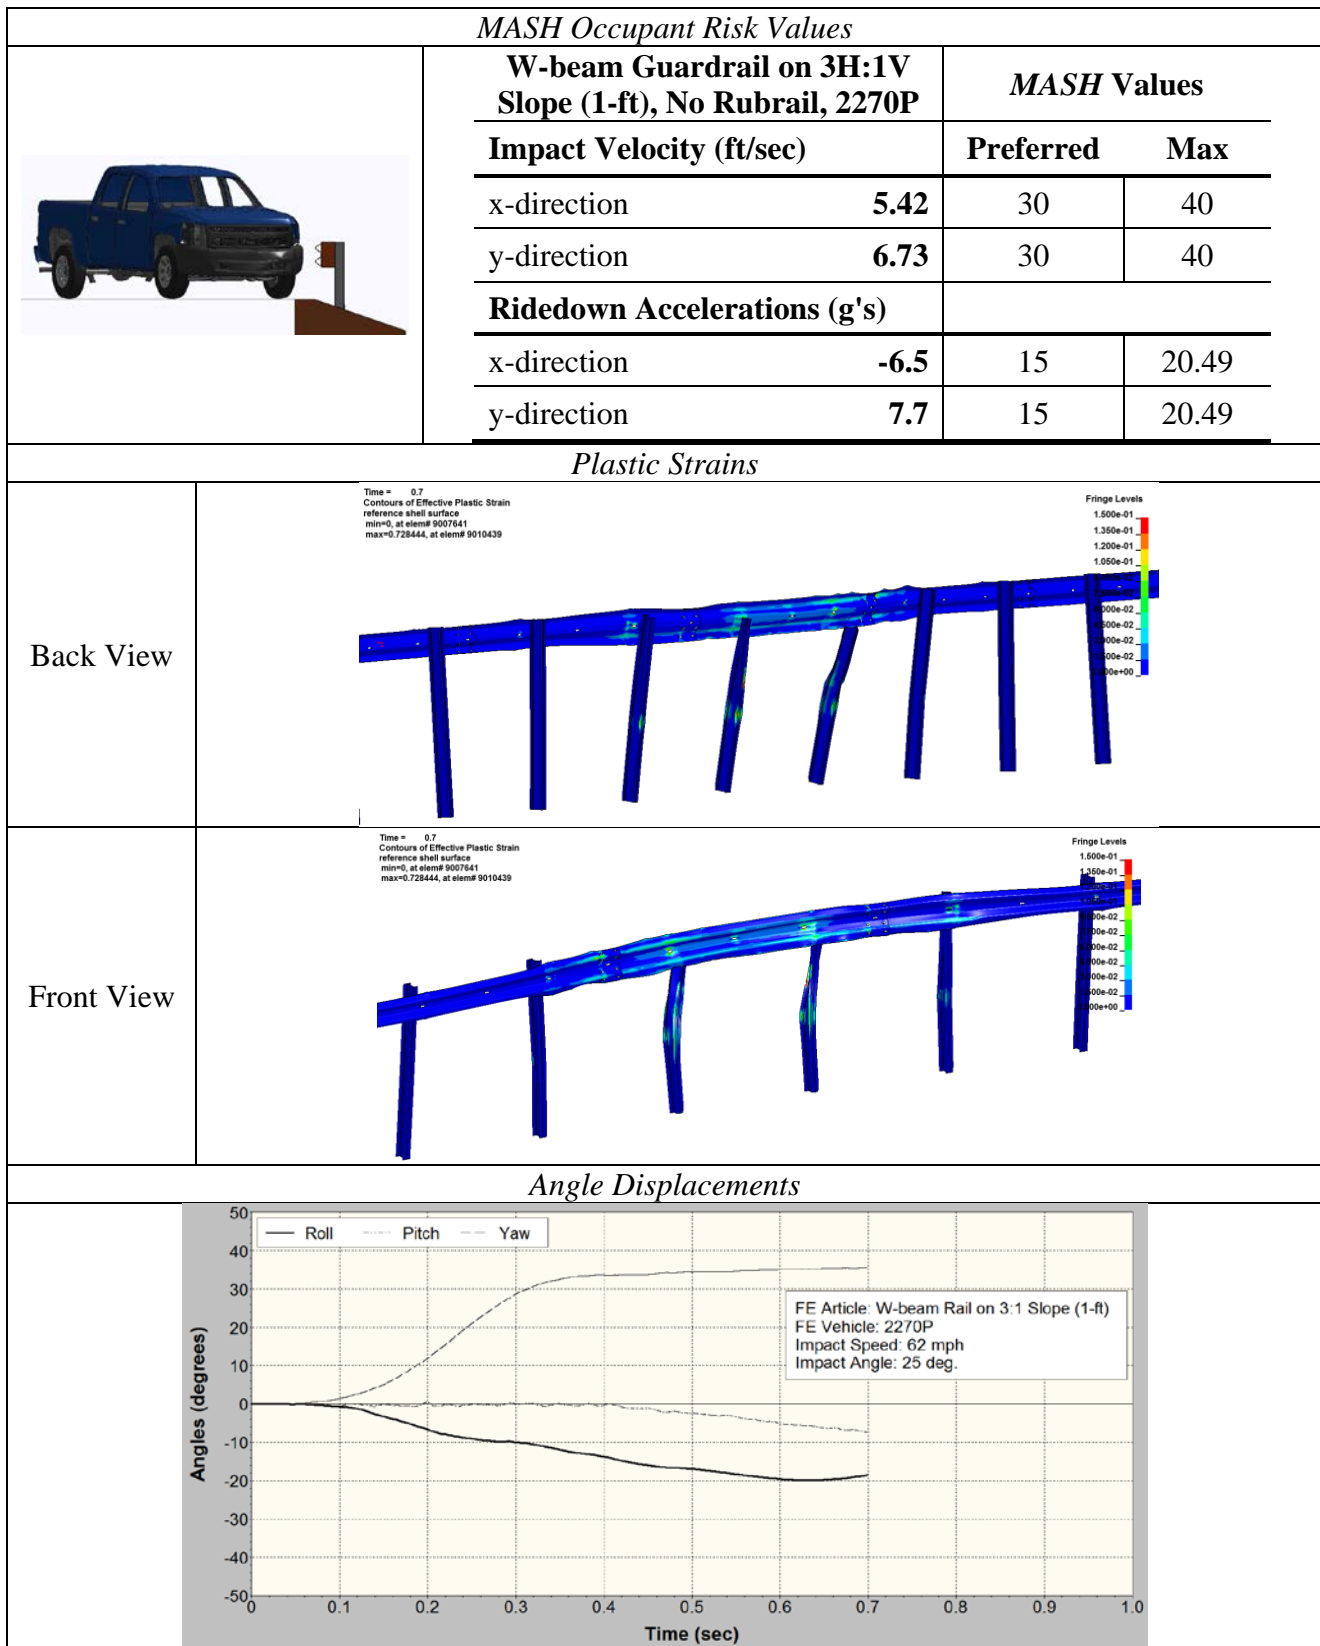 MASH Occupant Risk Values
W-beam Guardrail on 3H:1V
Slope (1-ft), No Rubrail, 2270P
MASH Values
Impact Velocity (ft/sec) Preferred Max
x-direction 5.42 30 40
y-direction 6.73 30 40
Ridedown Accelerations (g's)
x-direction -6.5 15 20.49
y-direction 7.7 15 20.49
Plastic Strains
Back View
Time = 0.7
Contours of Effective Plastic Strain
reference shell surface
min=0, at elem# 9007641
max=0.728444, at elem# 9010439
Fringe Levels
1.500e-01
1.350e-01
1.200e-01
1.050e-01
Front View
Time = 0.7
Contours of Effective Plastic Strain
reference shell surface
min=0, at elem# 9007641
max=0.728444, at elem# 9010439
Fringe Levels
1.500e-01
1.350e-01
Angle Displacements
Roll Pitch Yaw
FE Article: W-beam Rail on 3:1 Slope (1-ft)
FE Vehicle: 2270P
Impact Speed: 62 mph
Impact Angle: 25 deg.
Angles (degrees)
50
40
30
20
10
0
-10
-20
-30
-40
-50
0 0.1 0.2 0.3 0.4 0.5 0.6 0.7 0.8 0.9 1.0
Time (sec)